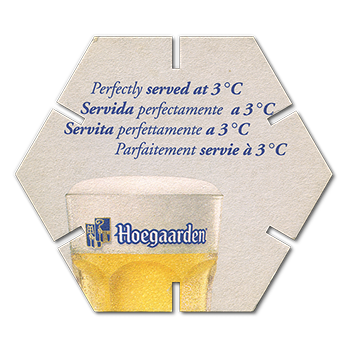 Perfectly served at 3°C
Servida perfectamente a 3°C
Servita perfettamente a 3°C
Parfaitement servie à 3°C
Hoegaarden